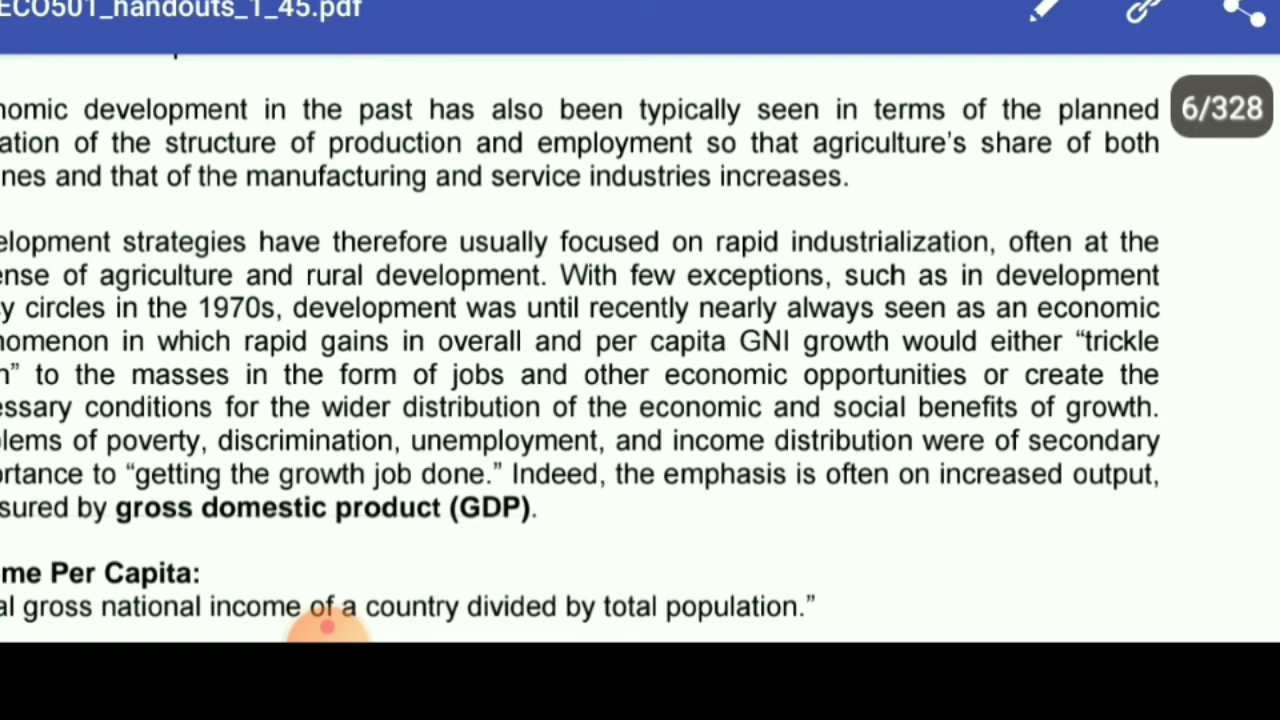 ECO501_handouts_1_45.pdf
6/328
nomic development in the past has also been typically seen in terms of the planned
ation of the structure of production and employment so that agriculture's share of both
nes and that of the manufacturing and service industries increases.
elopment strategies have therefore usually focused on rapid industrialization, often at the
ense of agriculture and rural development. With few exceptions, such as in development
y circles in the 1970s, development was until recently nearly always seen as an economic
nomenon in which rapid gains in overall and per capita GNI growth would either “trickle
n” to the masses in the form of jobs and other economic opportunities or create the
essary conditions for the wider distribution of the economic and social benefits of growth.
lems of poverty, discrimination, unemployment, and income distribution were of secondary
ortance to “getting the growth job done.” Indeed, the emphasis is often on increased output,
sured by gross domestic product (GDP).
me Per Capita:
al gross national income of a country divided by total population.”